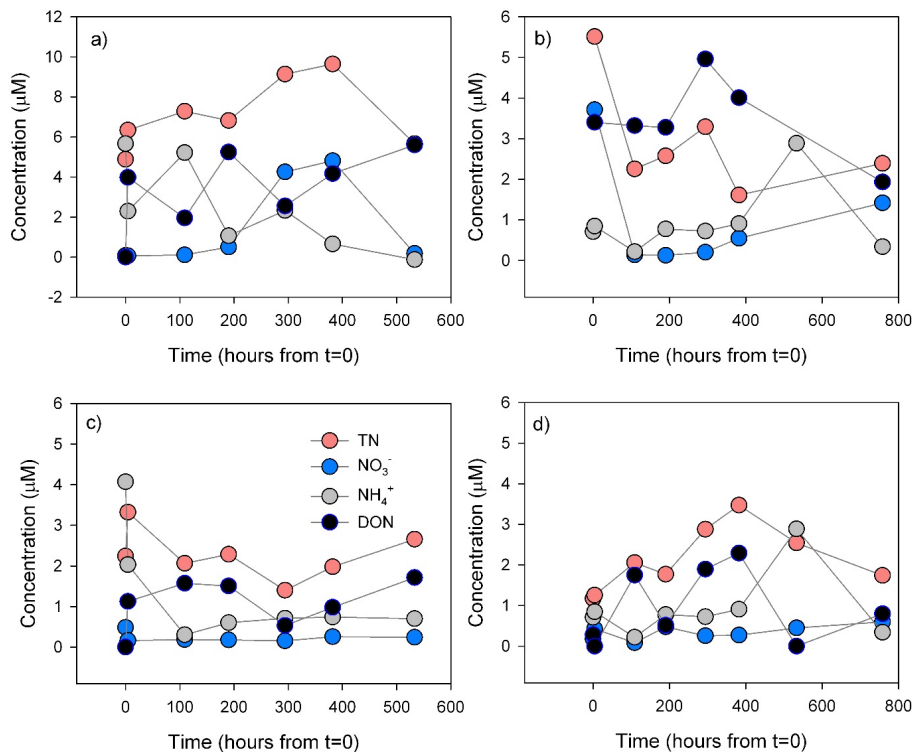 a)
12
10
8
6
4
2
0
-2
Concentration (μM)
0 100 200 300 400 500 600
Time (hours from t=0)
b)
6
5
4
3
2
1
0
Concentration (μM)
0 200 400 600 800
Time (hours from t=0)
c)
6
5
4
3
2
1
0
Concentration (μM)
TN
NO₃⁻
NH₄⁺
DON
0 100 200 300 400 500 600
Time (hours from t=0)
d)
6
5
4
3
2
1
0
Concentration (μM)
0 200 400 600 800
Time (hours from t=0)